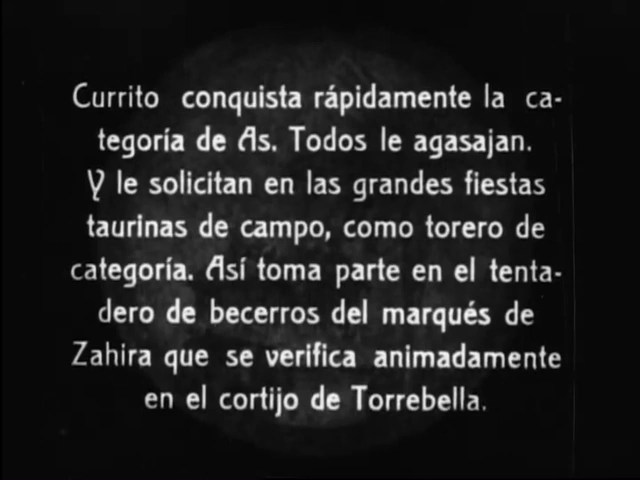 Currito conquista rápidamente la ca-
tegoría de As. Todos le agasajan.
Y le solicitan en las grandes fiestas
taurinas de campo, como torero de
categoría. Así toma parte en el tenta-
dero de becerros del marqués de
Zahira que se verifica animadamente
en el cortijo de Torrebella.